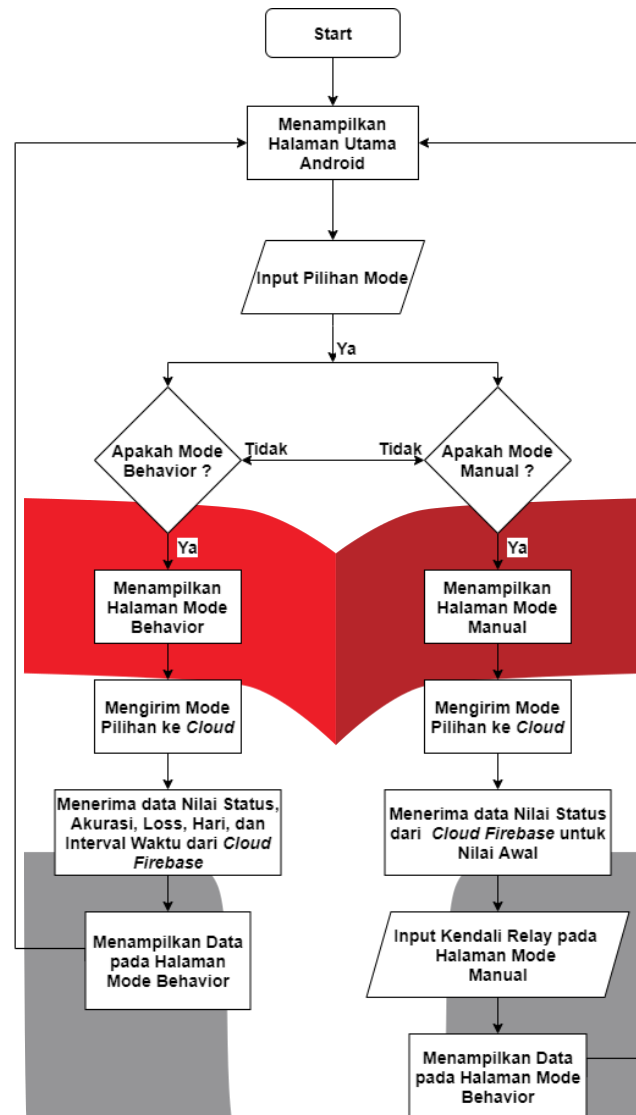 Start
Menampilkan
Halaman Utama
Android
Input Pilihan Mode
Ya
Apakah Mode
Behavior ?
Tidak
Tidak
Apakah Mode
Manual ?
Ya
Ya
Menampilkan
Halaman Mode
Behavior
Menampilkan
Halaman Mode
Manual
Mengirim Mode
Pilihan ke Cloud
Mengirim Mode
Pilihan ke Cloud
Menerima data Nilai Status,
Akurasi, Loss, Hari, dan
Interval Waktu dari Cloud
Firebase
Menerima data Nilai Status
dari Cloud Firebase untuk
Nilai Awal
Menampilkan Data
pada Halaman
Mode Behavior
Input Kendali Relay pada
Halaman Mode
Manual
Menampilkan Data
pada Halaman Mode
Behavior